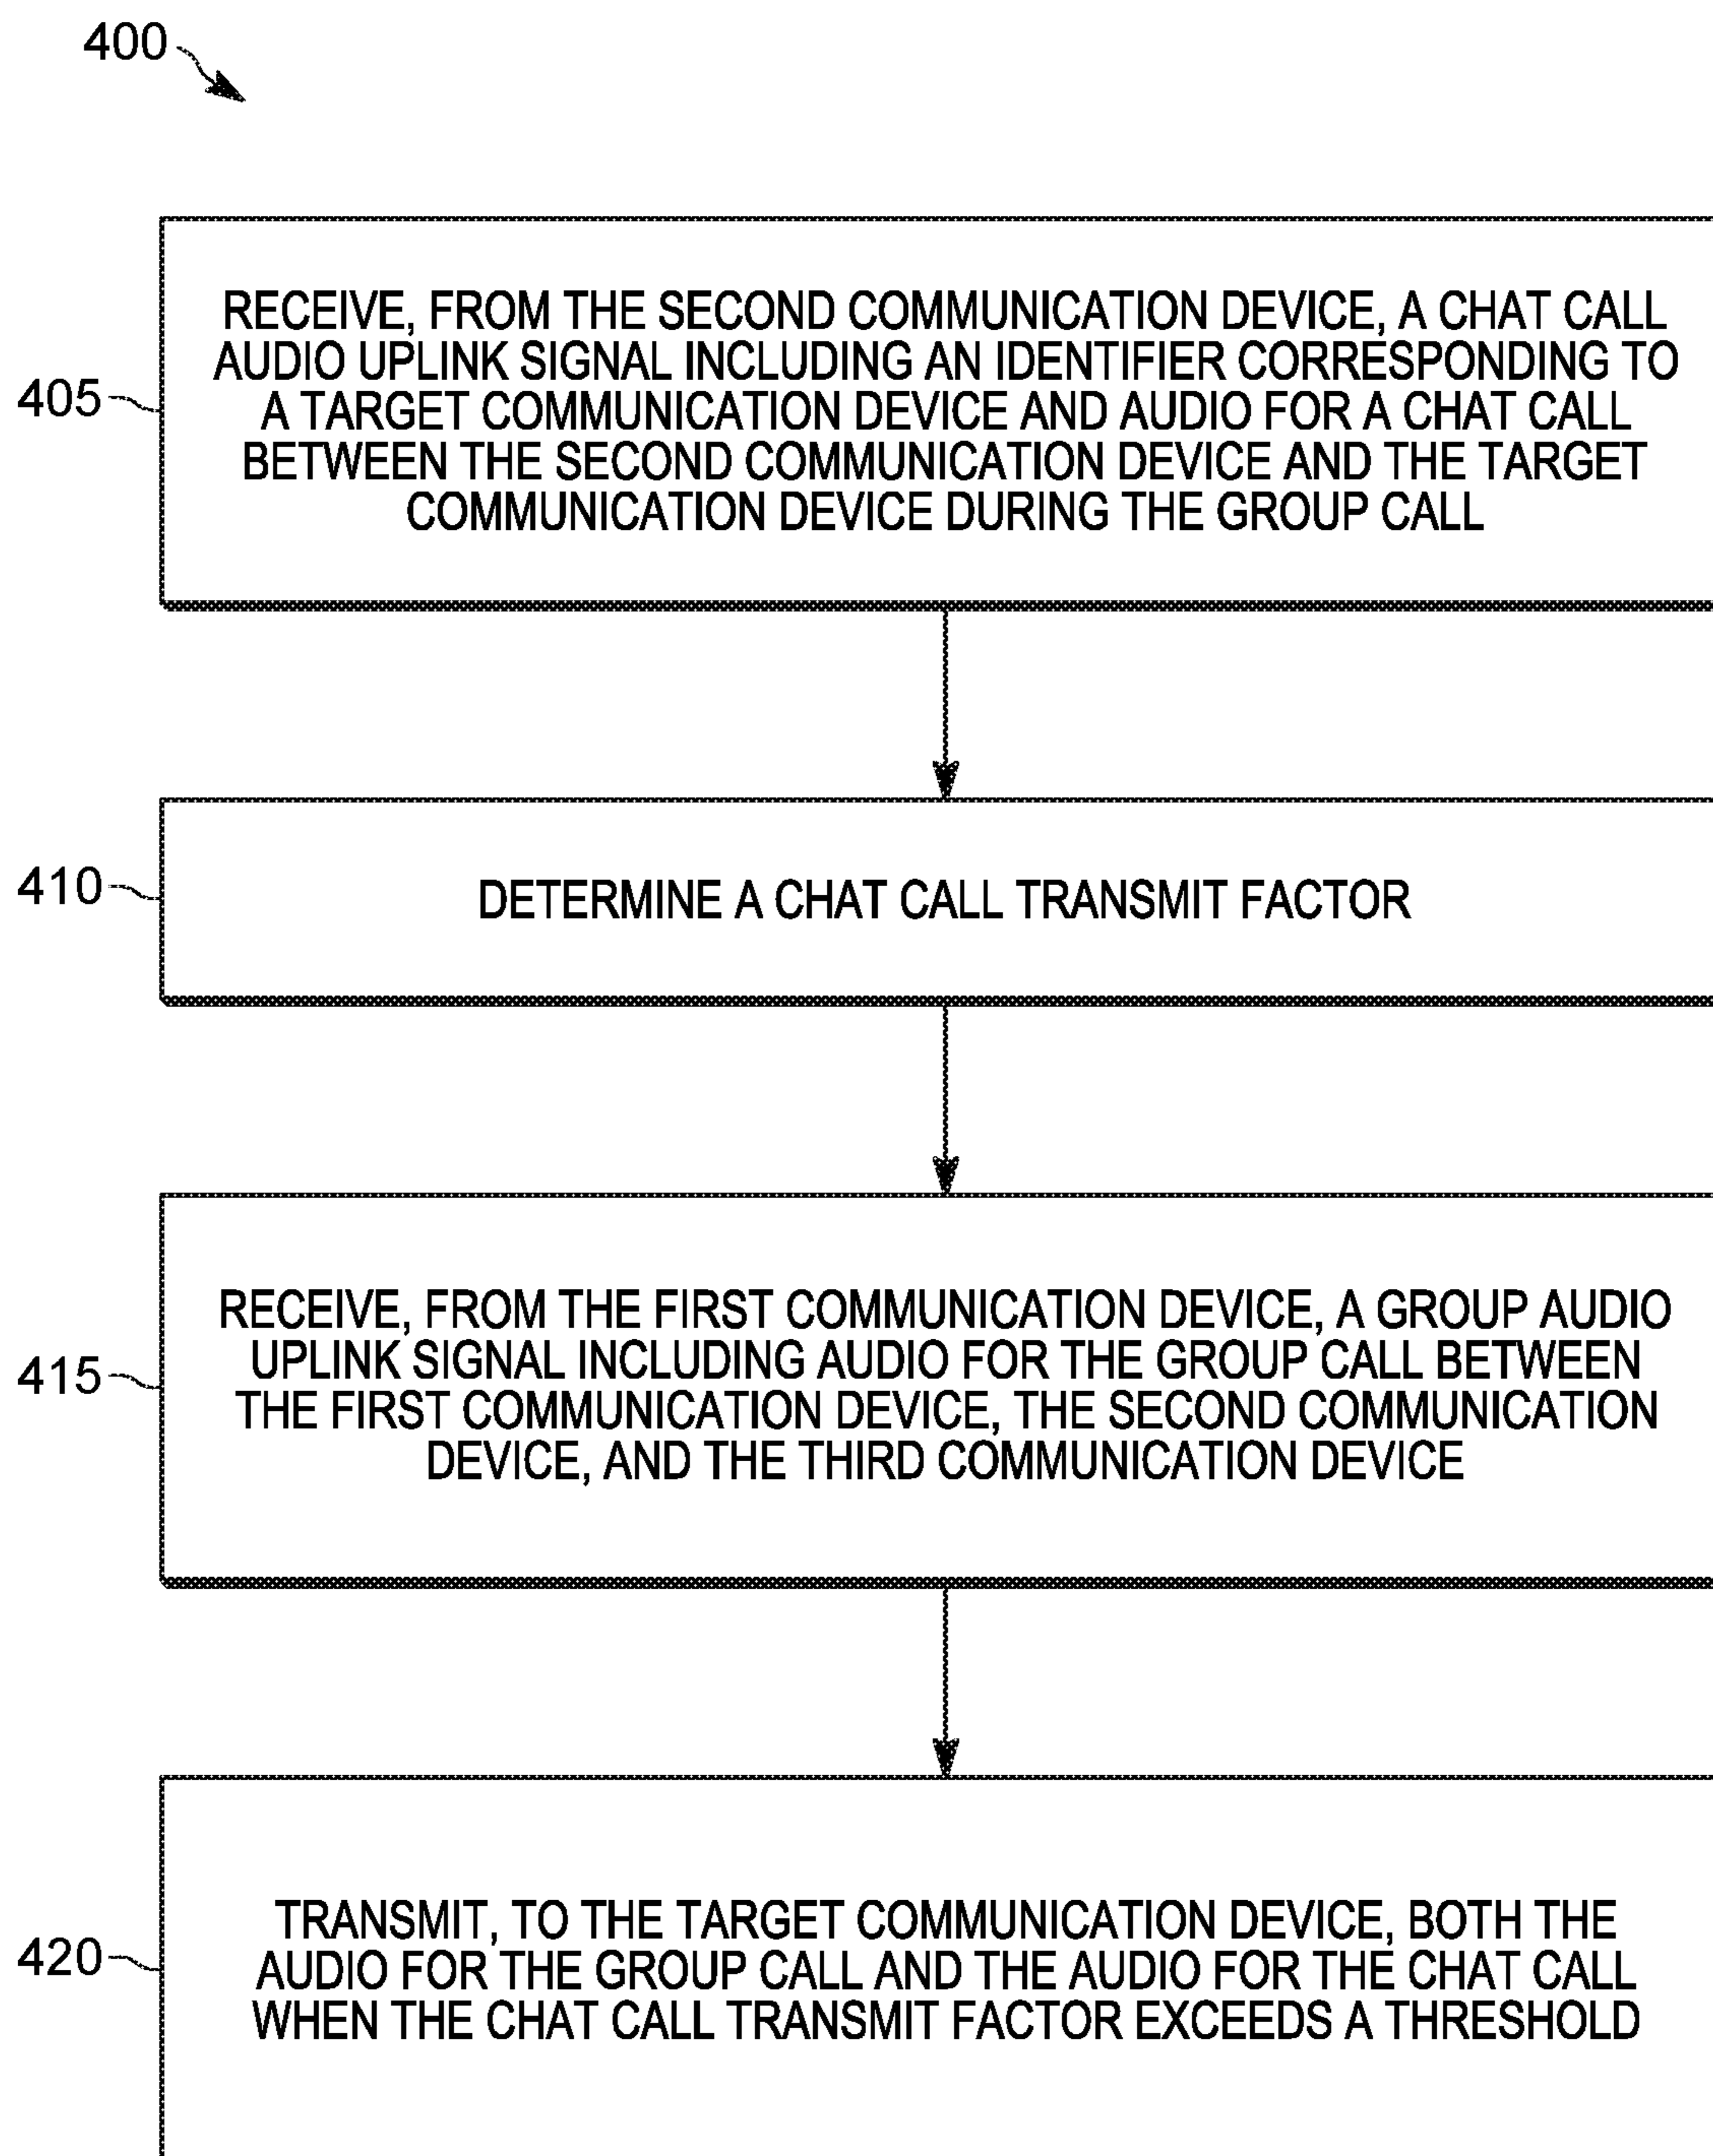 400
RECEIVE, FROM THE SECOND COMMUNICATION DEVICE, A CHAT CALL
AUDIO UPLINK SIGNAL INCLUDING AN IDENTIFIER CORRESPONDING TO
A TARGET COMMUNICATION DEVICE AND AUDIO FOR A CHAT CALL
BETWEEN THE SECOND COMMUNICATION DEVICE AND THE TARGET
COMMUNICATION DEVICE DURING THE GROUP CALL
405
DETERMINE A CHAT CALL TRANSMIT FACTOR
410
RECEIVE, FROM THE FIRST COMMUNICATION DEVICE, A GROUP AUDIO
UPLINK SIGNAL INCLUDING AUDIO FOR THE GROUP CALL BETWEEN
THE FIRST COMMUNICATION DEVICE, THE SECOND COMMUNICATION
DEVICE, AND THE THIRD COMMUNICATION DEVICE
415
TRANSMIT, TO THE TARGET COMMUNICATION DEVICE, BOTH THE
AUDIO FOR THE GROUP CALL AND THE AUDIO FOR THE CHAT CALL
WHEN THE CHAT CALL TRANSMIT FACTOR EXCEEDS A THRESHOLD
420